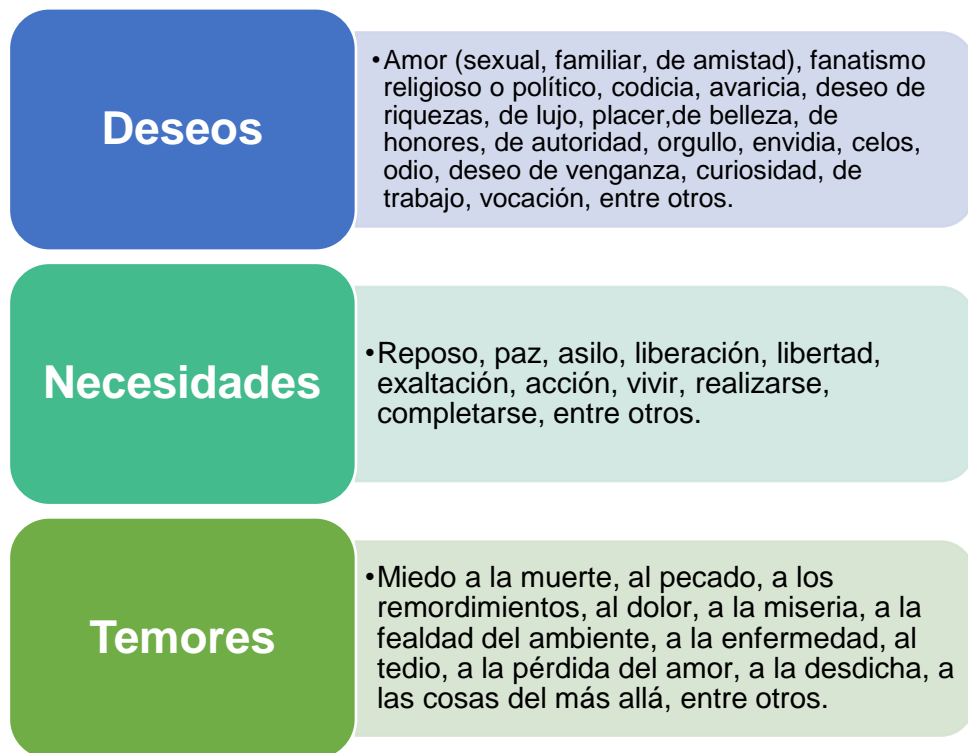 Deseos
•Amor (sexual, familiar, de amistad), fanatismo
religioso o político, codicia, avaricia, deseo de
riquezas, de lujo, placer,de belleza, de
honores, de autoridad, orgullo, envidia, celos,
odio, deseo de venganza, curiosidad, de
trabajo, vocación, entre otros.
Necesidades
•Reposo, paz, asilo, liberación, libertad,
exaltación, acción, vivir, realizarse,
completarse, entre otros.
Temores
•Miedo a la muerte, al pecado, a los
remordimientos, al dolor, a la miseria, a la
fealdad del ambiente, a la enfermedad, al
tedio, a la pérdida del amor, a la desdicha, a
las cosas del más allá, entre otros.